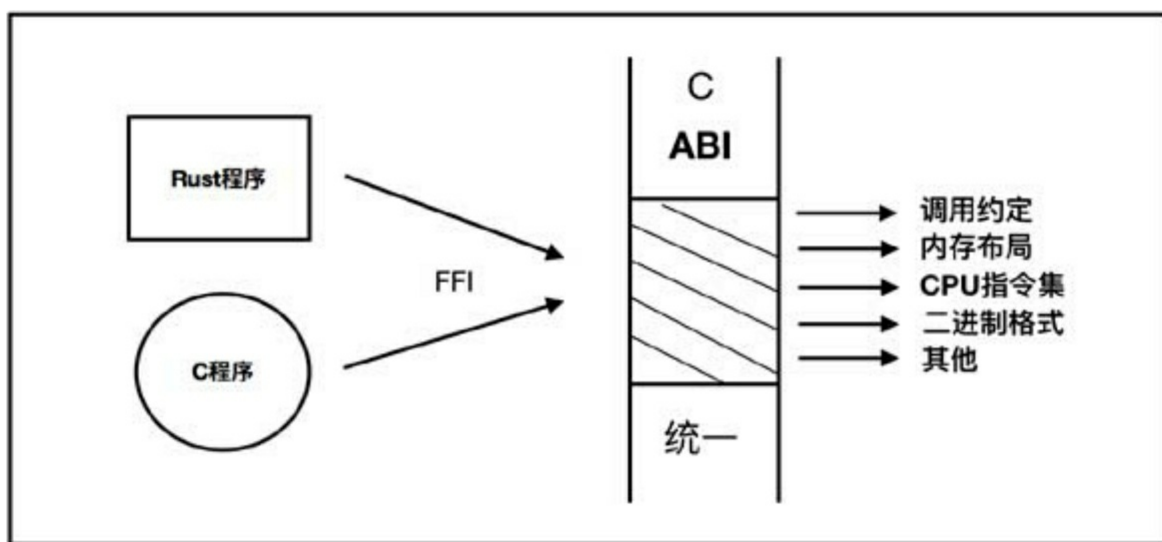 Rust程序
C程序
FFI
C
ABI
统一
调用约定
内存布局
CPU指令集
二进制格式
其他